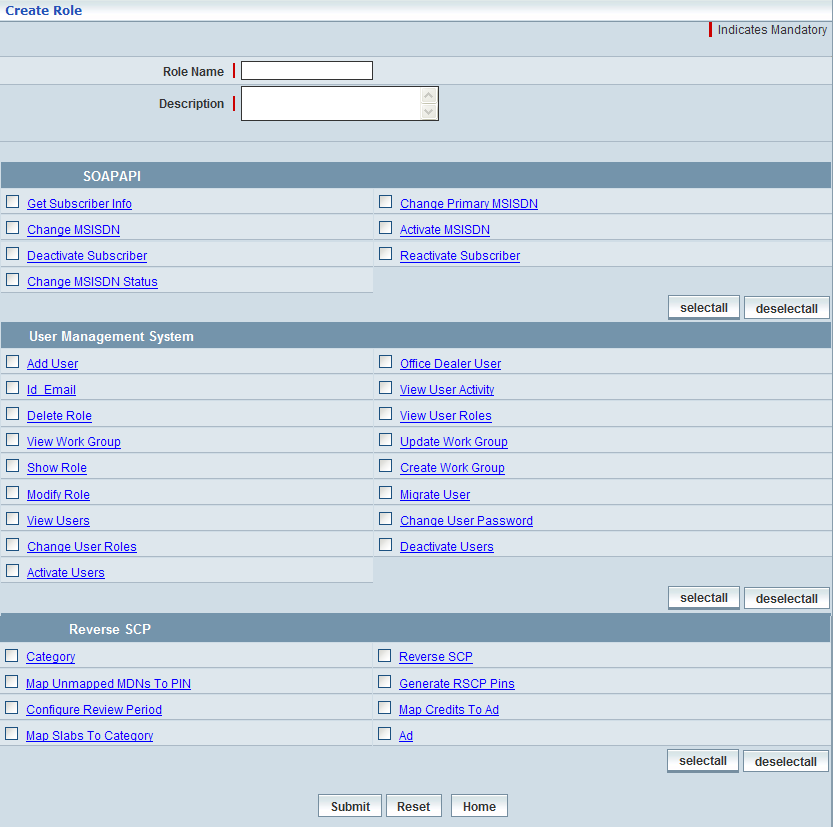 Create Role
Indicates Mandatory
Role Name
Description
SOAPAPI
Get Subscriber Info
Change Primary MSISDN
Change MSISDN
Activate MSISDN
Deactivate Subscriber
Reactivate Subscriber
Change MSISDN Status
selectall
deselectall
User Management System
Add User
Office Dealer User
Id_Email
View User Activity
Delete Role
View User Roles
View Work Group
Update Work Group
Show Role
Create Work Group
Modify Role
Migrate User
View Users
Change User Password
Change User Roles
Deactivate Users
Activate Users
selectall
deselectall
Reverse SCP
Category
Reverse SCP
Map Unmapped MDNs To PIN
Generate RSCP Pins
Configure Review Period
Map Credits To Ad
Map Slabs To Category
Ad
selectall
deselectall
Submit
Reset
Home